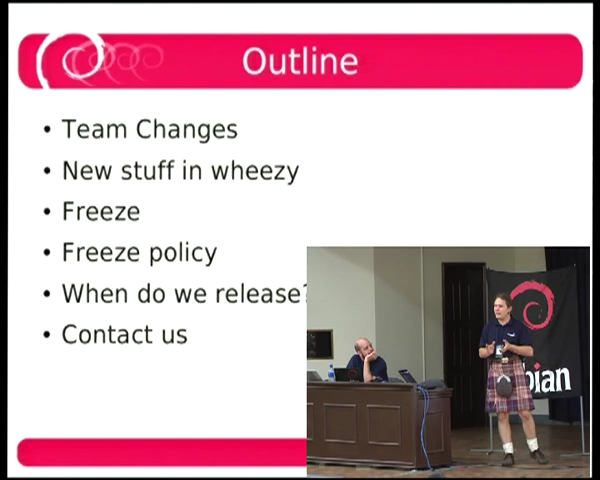 Outline
• Team Changes
• New stuff in wheezy
• Freeze
• Freeze policy
• When do we release?
• Contact us
bian